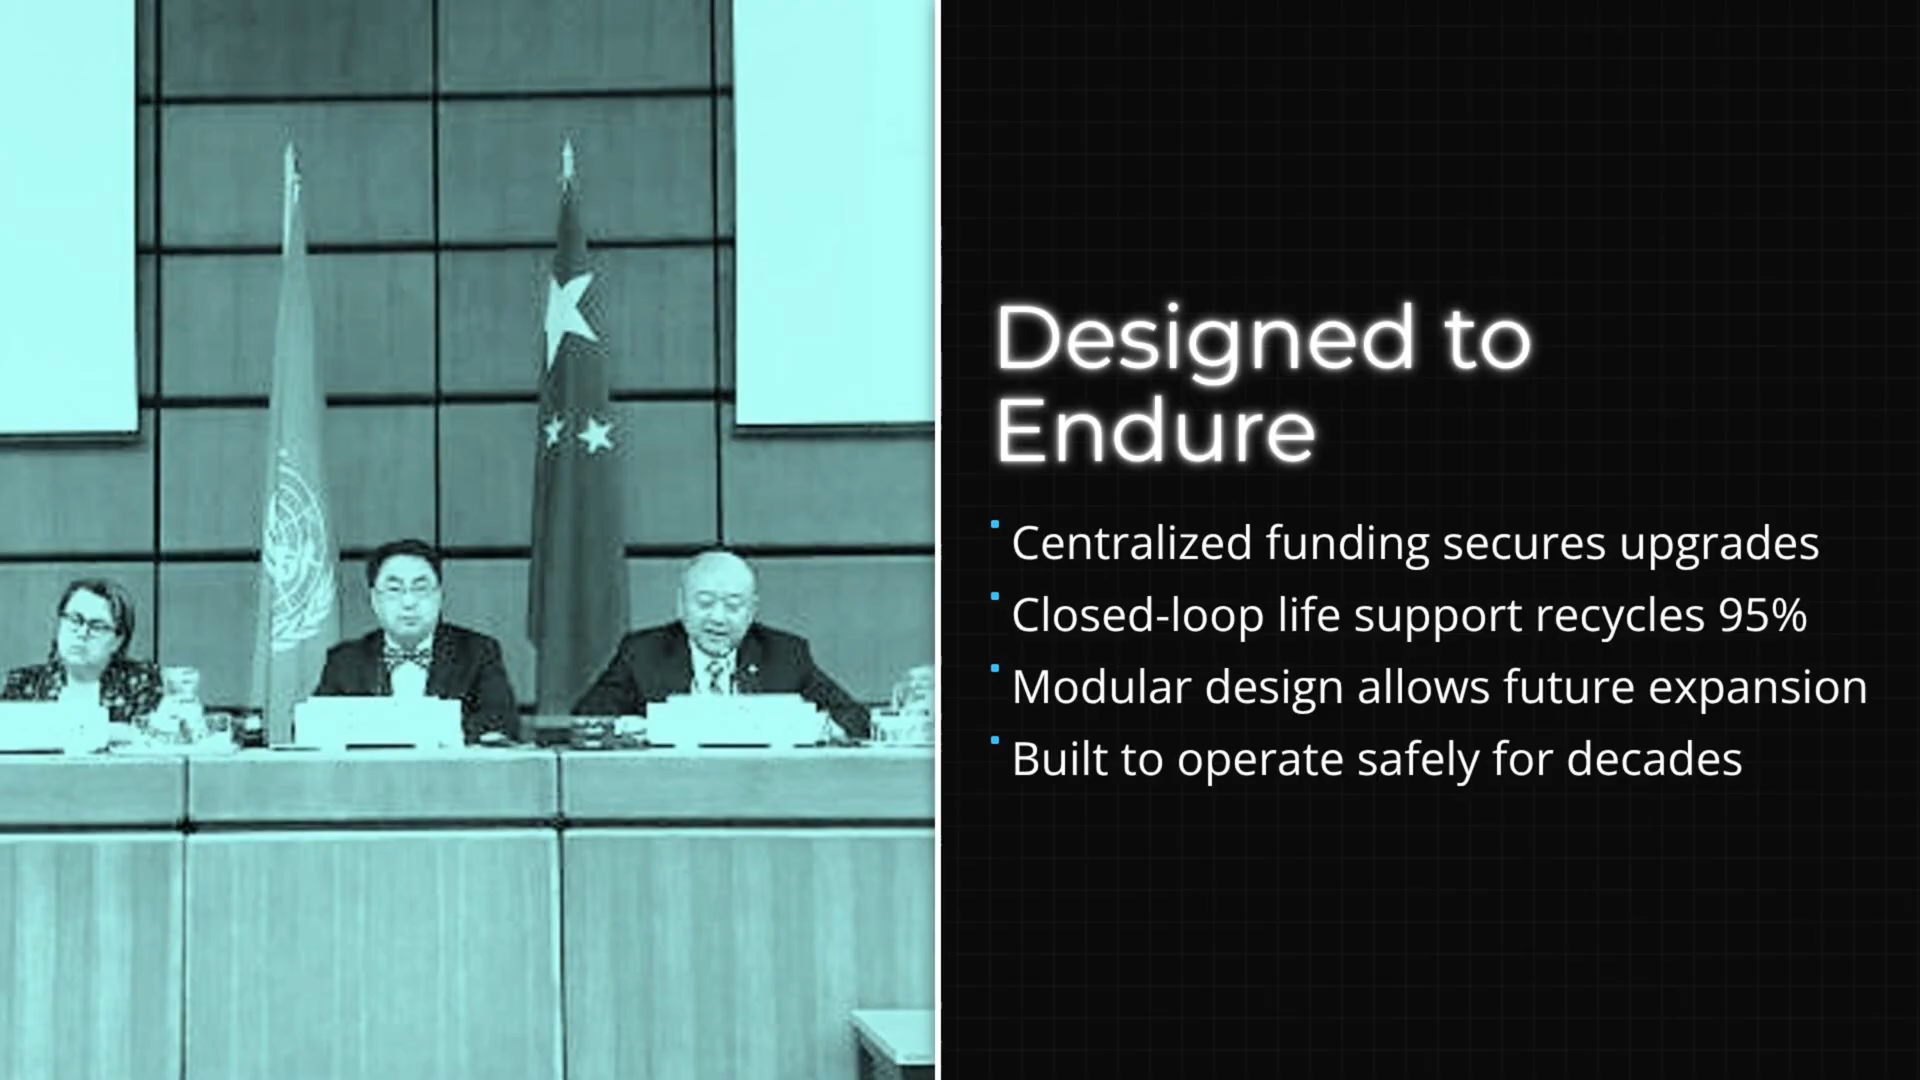 Designed to
Endure
Centralized funding secures upgrades
Closed-loop life support recycles 95%
Modular design allows future expansion
Built to operate safely for decades